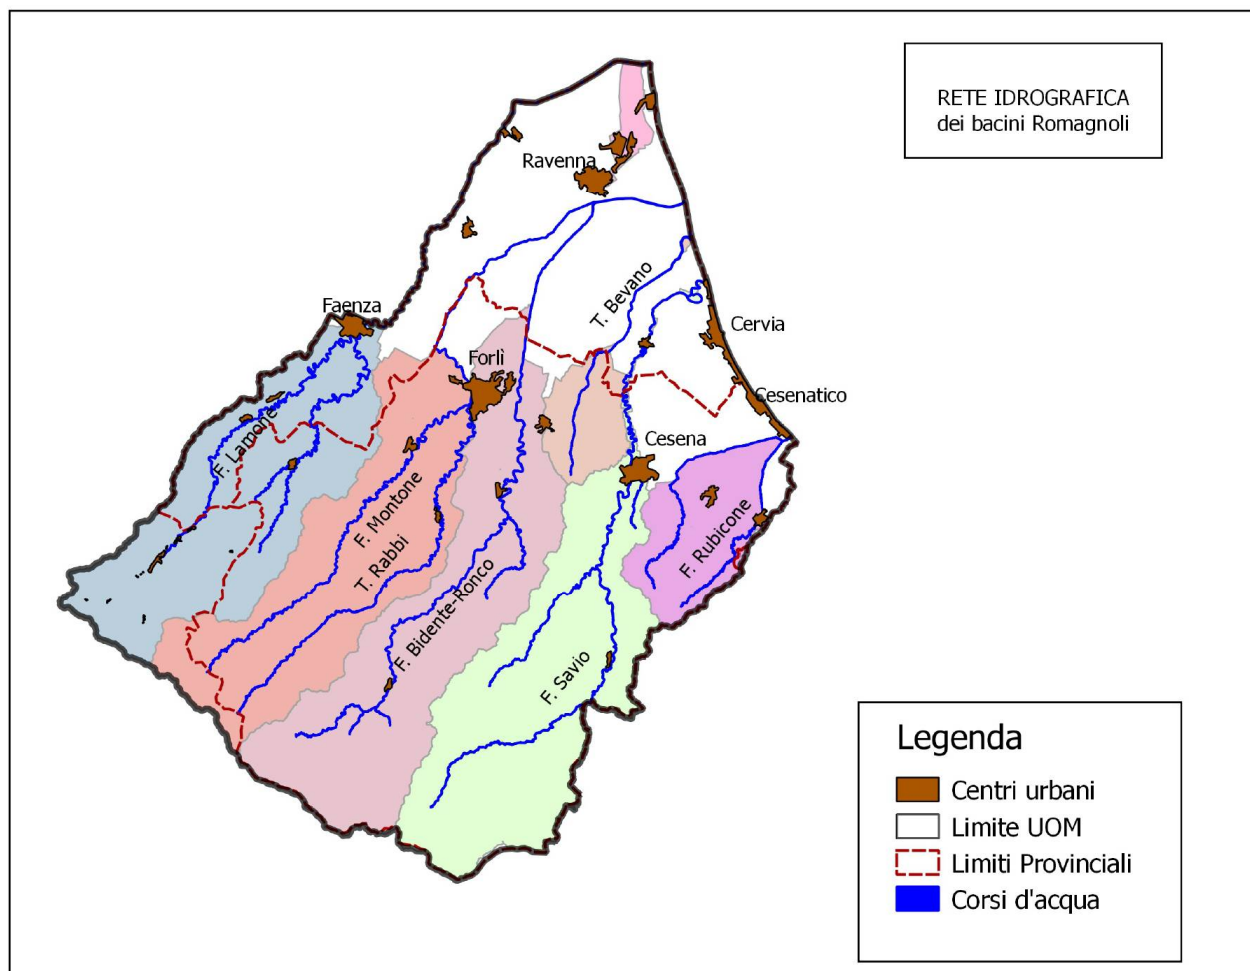 RETE IDROGRAFICA
dei bacini Romagnoli
Ravenna
T. Bevano
Faenza
Cervia
Forlì
Cesenatico
F. Lamone
Cesena
F. Montone
T. Rabbi
F. Rubicone
F. Bidente-Ronco
F. Savio
Legenda
Centri urbani
Limite UOM
Limiti Provinciali
Corsi d'acqua